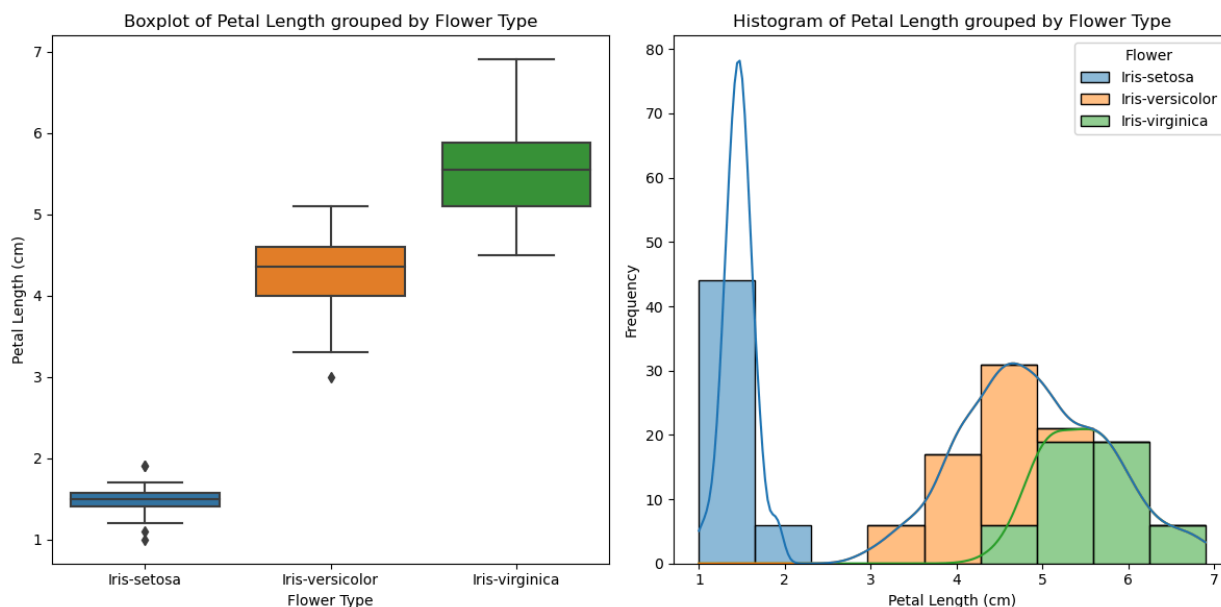 Boxplot of Petal Length grouped by Flower Type
Petal Length (cm)
7
6
5
4
3
2
1
Iris-setosa
Iris-versicolor
Iris-virginica
Flower Type
Histogram of Petal Length grouped by Flower Type
Frequency
80
70
60
50
40
30
20
10
0
Flower
Iris-setosa
Iris-versicolor
Iris-virginica
1
2
3
4
5
6
7
Petal Length (cm)